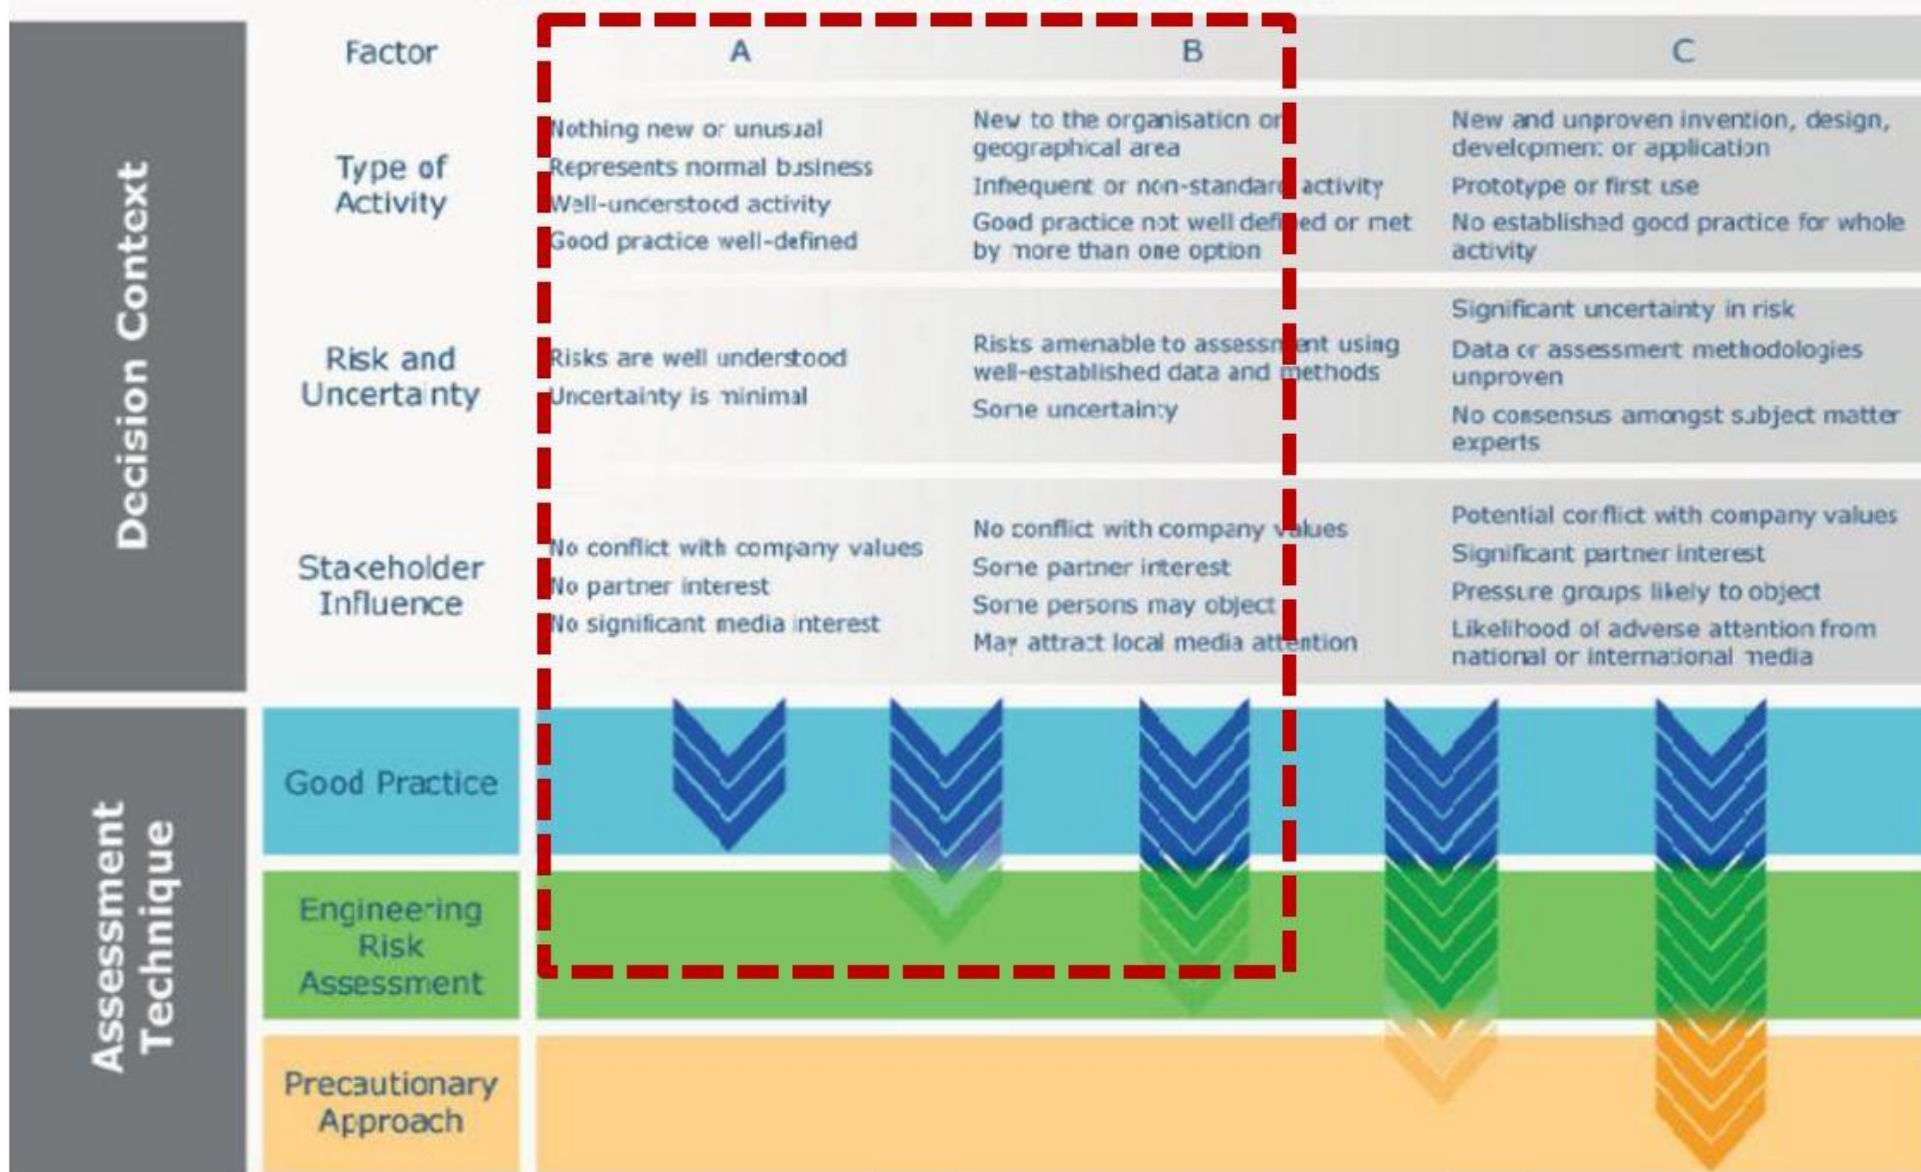 Factor
A
B
C
Decision Context
Type of
Activity
Nothing new or unusual
Represents normal business
Well-understood activity
Good practice well-defined
New to the organisation or
geographical area
Infrequent or non-standard activity
Good practice not well defined or met
by more than one option
New and unproven invention, design,
development or application
Prototype or first use
No established good practice for whole
activity
Risk and
Uncertainty
Risks are well understood
Uncertainty is minimal
Risks amenable to assessment using
well-established data and methods
Some uncertainty
Significant uncertainty in risk
Data or assessment methodologies
unproven
No consensus amongst subject matter
experts
Stakeholder
Influence
No conflict with company values
No partner interest
No significant media interest
No conflict with company values
Some partner interest
Some persons may object
May attract local media attention
Potential conflict with company values
Significant partner interest
Pressure groups likely to object
Likelihood of adverse attention from
national or international media
Assessment
Technique
Good Practice
Engineering
Risk
Assessment
Precautionary
Approach